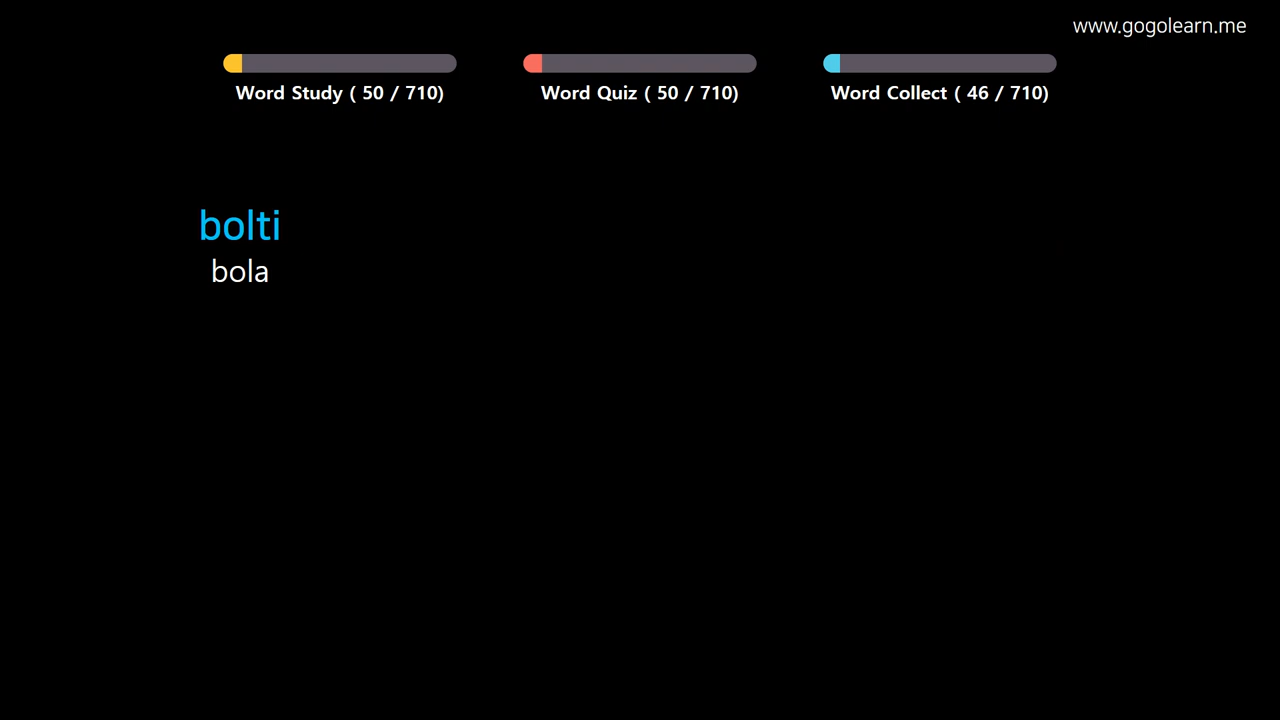 www.gogolearn.me
Word Study ( 50 / 710)
Word Quiz ( 50 / 710)
Word Collect ( 46 / 710)
bolti
bola